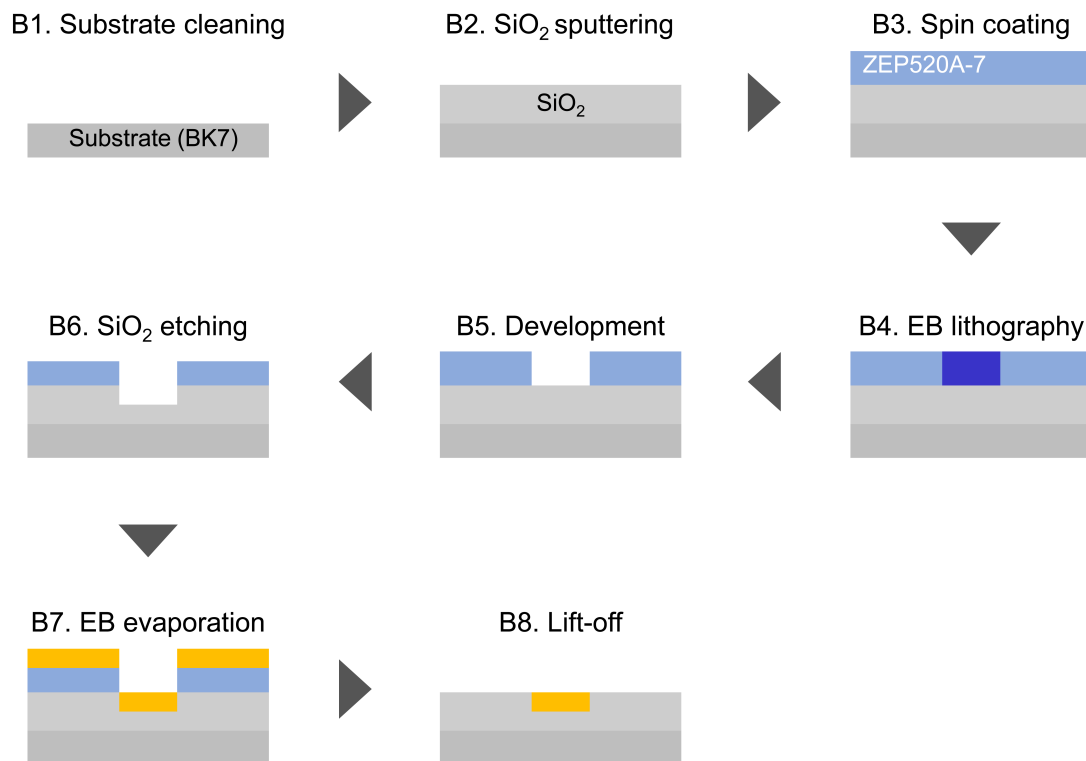 B1. Substrate cleaning
B2. SiO₂ sputtering
B3. Spin coating
ZEP520A-7
SiO₂
Substrate (BK7)
B6. SiO₂ etching
B5. Development
B4. EB lithography
B7. EB evaporation
B8. Lift-off